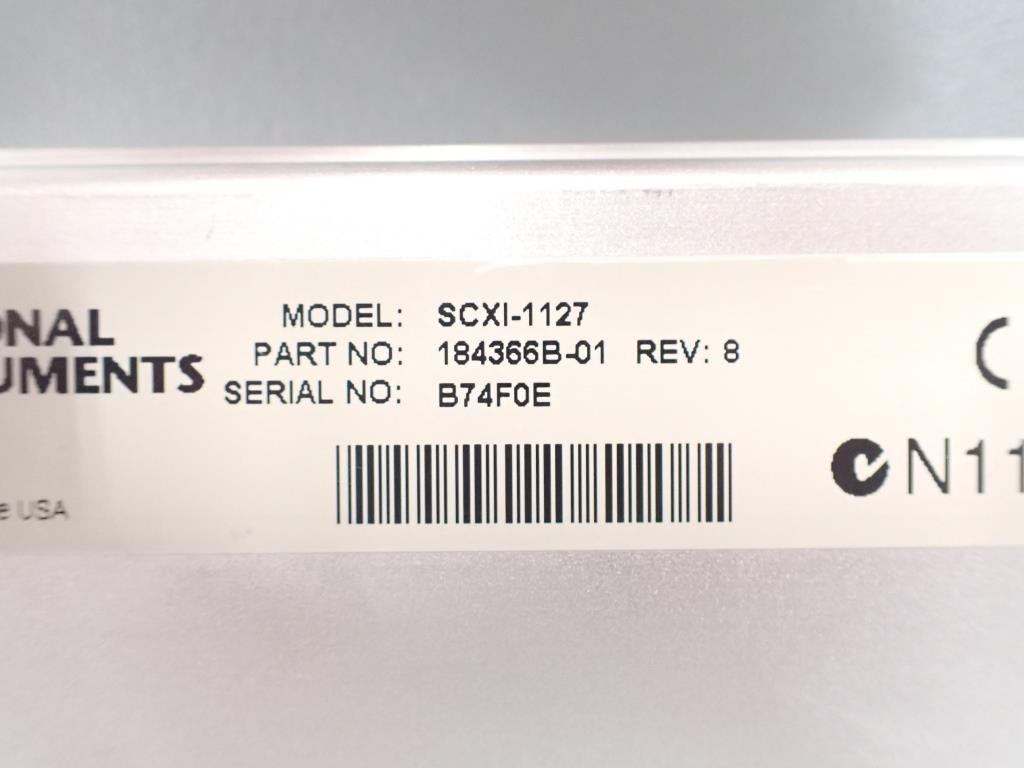 ONAL
UMENTS
MODEL: SCXI-1127
PART NO: 184366B-01 REV: 8
SERIAL NO: B74F0E
e USA
N11